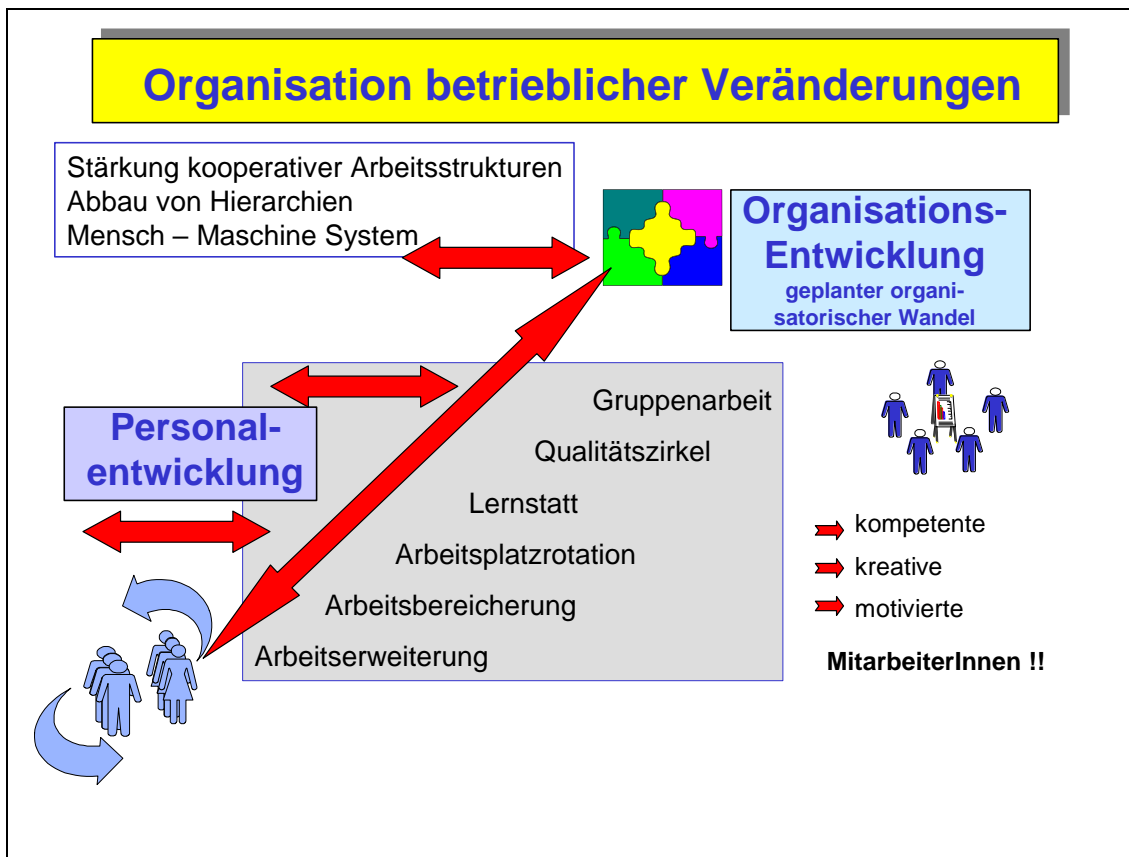 Organisation betrieblicher Veränderungen
Stärkung kooperativer Arbeitsstrukturen
Abbau von Hierarchien
Mensch – Maschine System
Organisations-
Entwicklung
geplanter organi-
satorischer Wandel
Personal-
entwicklung
Gruppenarbeit
Qualitätszirkel
Lernstatt
Arbeitsplatzrotation
Arbeitsbereicherung
Arbeitserweiterung
kompetente
kreative
motivierte
MitarbeiterInnen !!